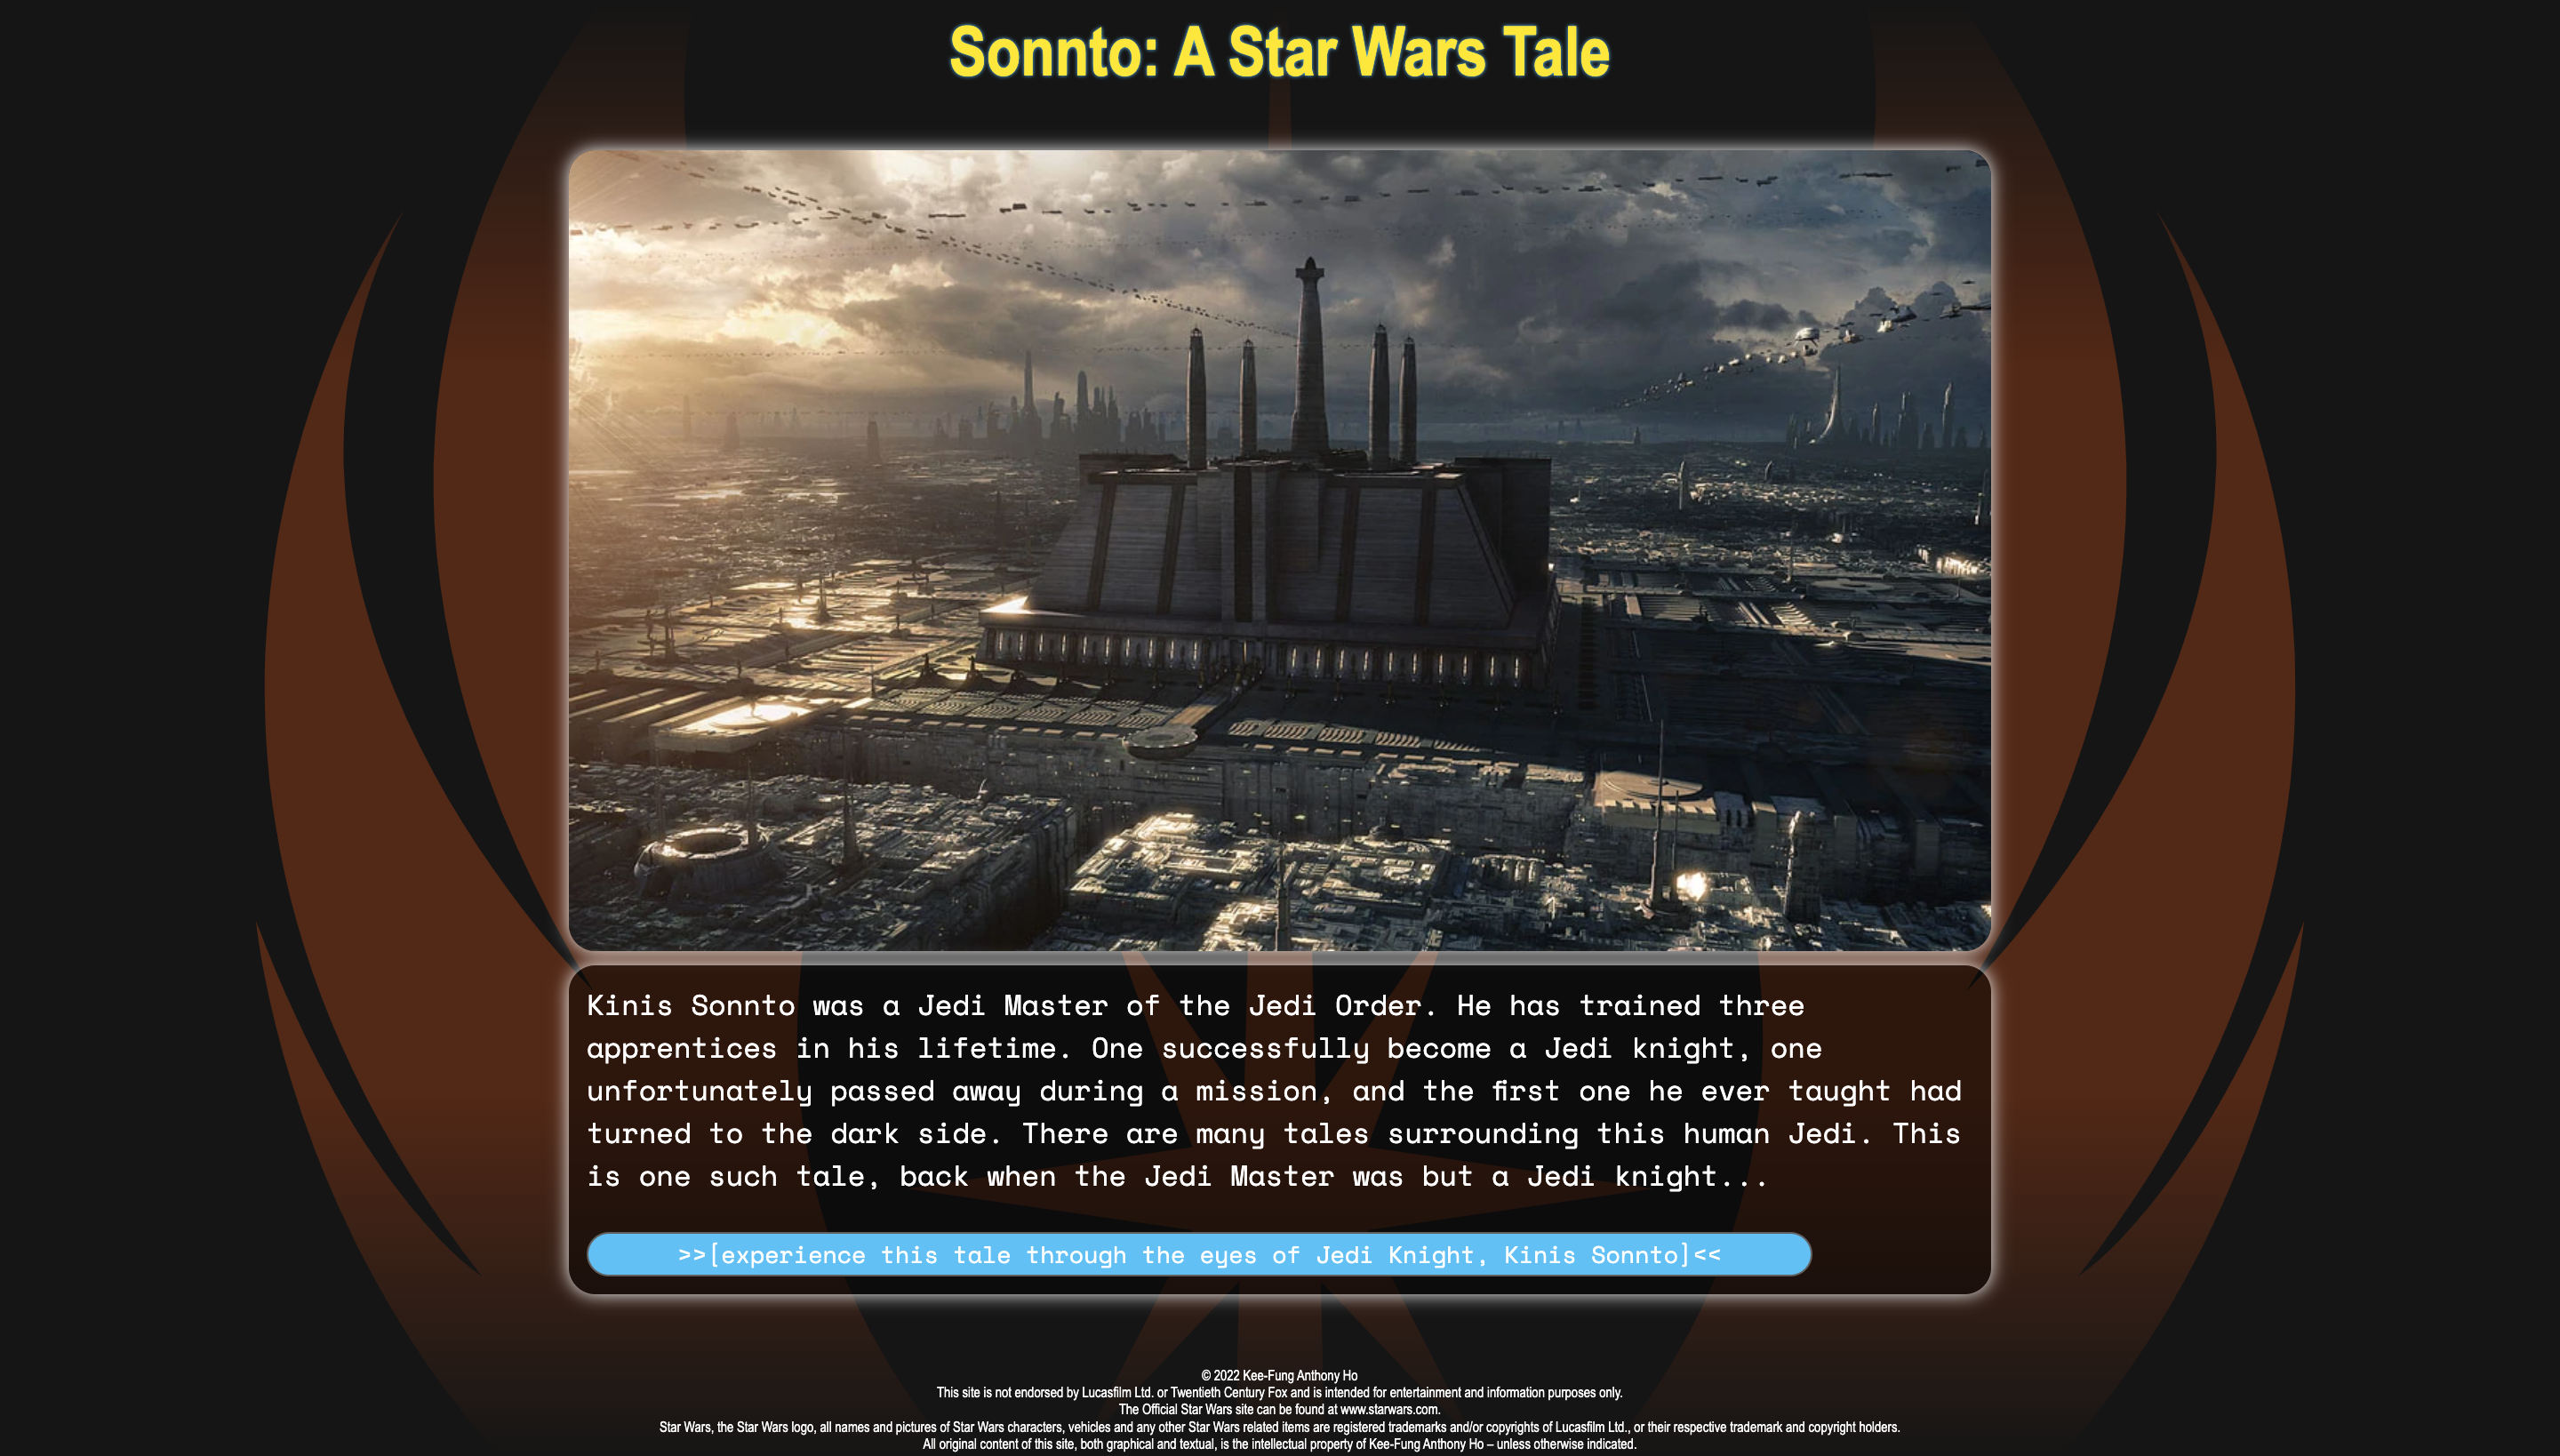 Sonnto: A Star Wars Tale
Kinis Sonnto was a Jedi Master of the Jedi Order. He has trained three
apprentices in his lifetime. One successfully become a Jedi knight, one
unfortunately passed away during a mission, and the first one he ever taught had
turned to the dark side. There are many tales surrounding this human Jedi. This
is one such tale, back when the Jedi Master was but a Jedi knight...
>>[experience this tale through the eyes of Jedi Knight, Kinis Sonnto]<<
© 2022 Kee-Fung Anthony Ho
This site is not endorsed by Lucasfilm Ltd. or Twentieth Century Fox and is intended for entertainment and information purposes only.
The Official Star Wars site can be found at www.starwars.com.
Star Wars, the Star Wars logo, all names and pictures of Star Wars characters, vehicles and any other Star Wars related items are registered trademarks and/or copyrights of Lucasfilm Ltd., or their respective trademark and copyright holders.
All original content of this site, both graphical and textual, is the intellectual property of Kee-Fung Anthony Ho – unless otherwise indicated.